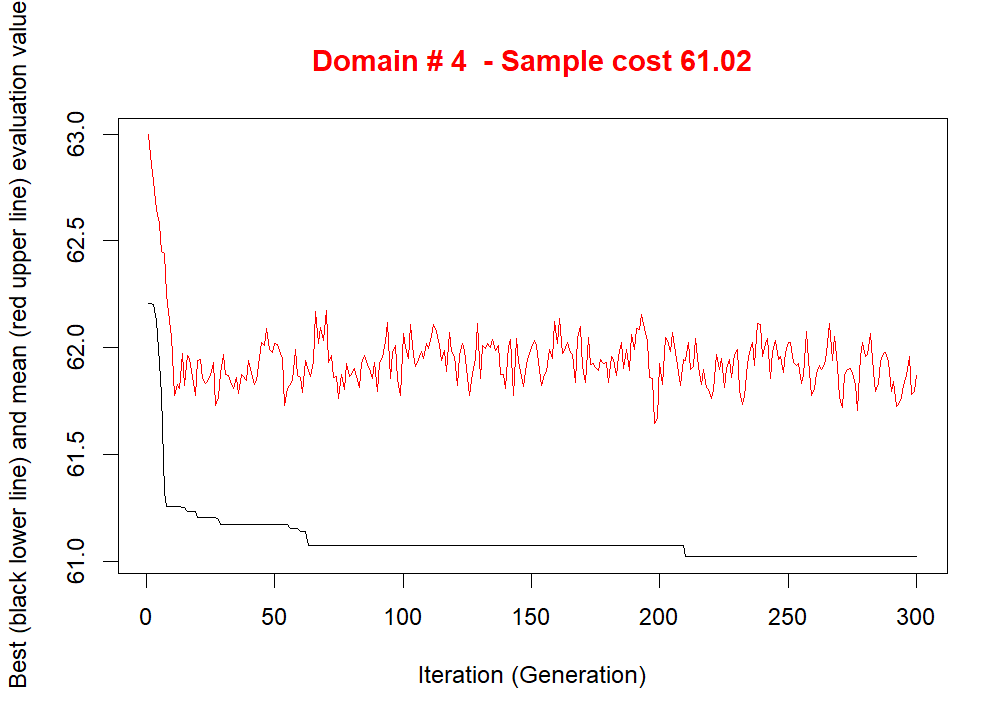 Domain # 4  - Sample cost 61.02
Best (black lower line) and mean (red upper line) evaluation value
63.0
62.5
62.0
61.5
61.0
0 50 100 150 200 250 300
Iteration (Generation)